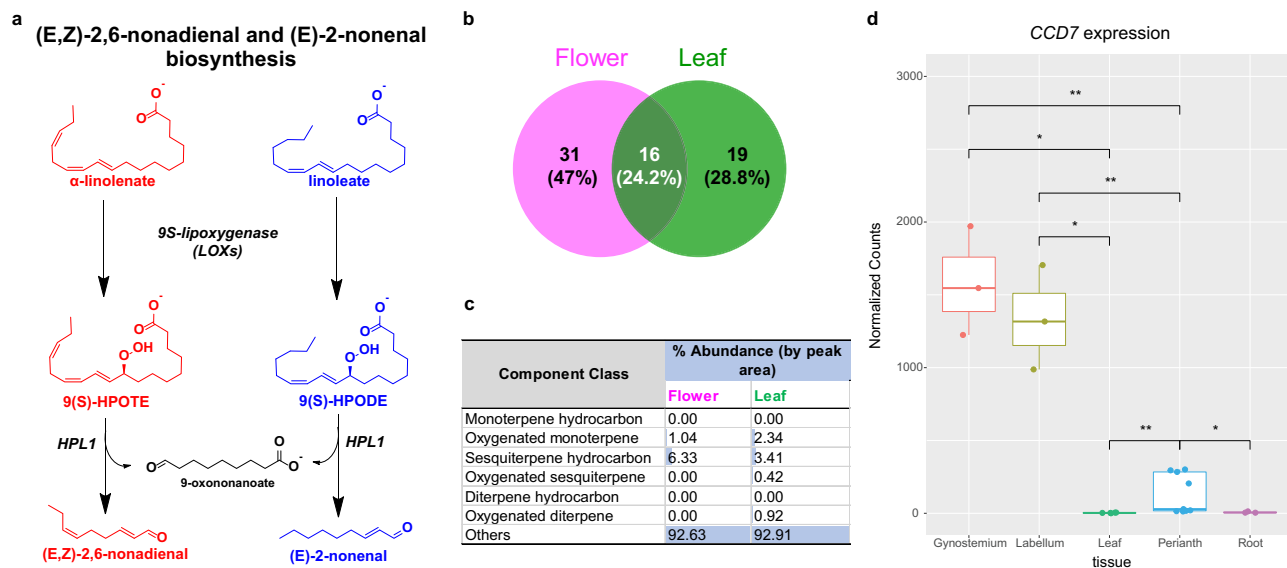 a
(E,Z)-2,6-nonadienal and (E)-2-nonenal
biosynthesis
O-
O
O-
O
α-linolenate
linoleate
9S-lipoxygenase
(LOXs)
O-
O
O-OH
O-
O
O-OH
9(S)-HPOTE
9(S)-HPODE
HPL1
HPL1
O
O
O-
9-oxononanoate
O
O
(E,Z)-2,6-nonadienal
(E)-2-nonenal
b
Flower
Leaf
31
(47%)
16
(24.2%)
19
(28.8%)
c
Component Class
% Abundance (by peak
area)
Flower
Leaf
Monoterpene hydrocarbon 0.00 0.00
Oxygenated monoterpene 1.04 2.34
Sesquiterpene hydrocarbon 6.33 3.41
Oxygenated sesquiterpene 0.00 0.42
Diterpene hydrocarbon 0.00 0.00
Oxygenated diterpene 0.00 0.92
Others 92.63 92.91
d
CCD7 expression
Normalized Counts
3000
2000
1000
0
**
*
**
*
**
*
Gynostemium Labellum Leaf Perianth Root
tissue